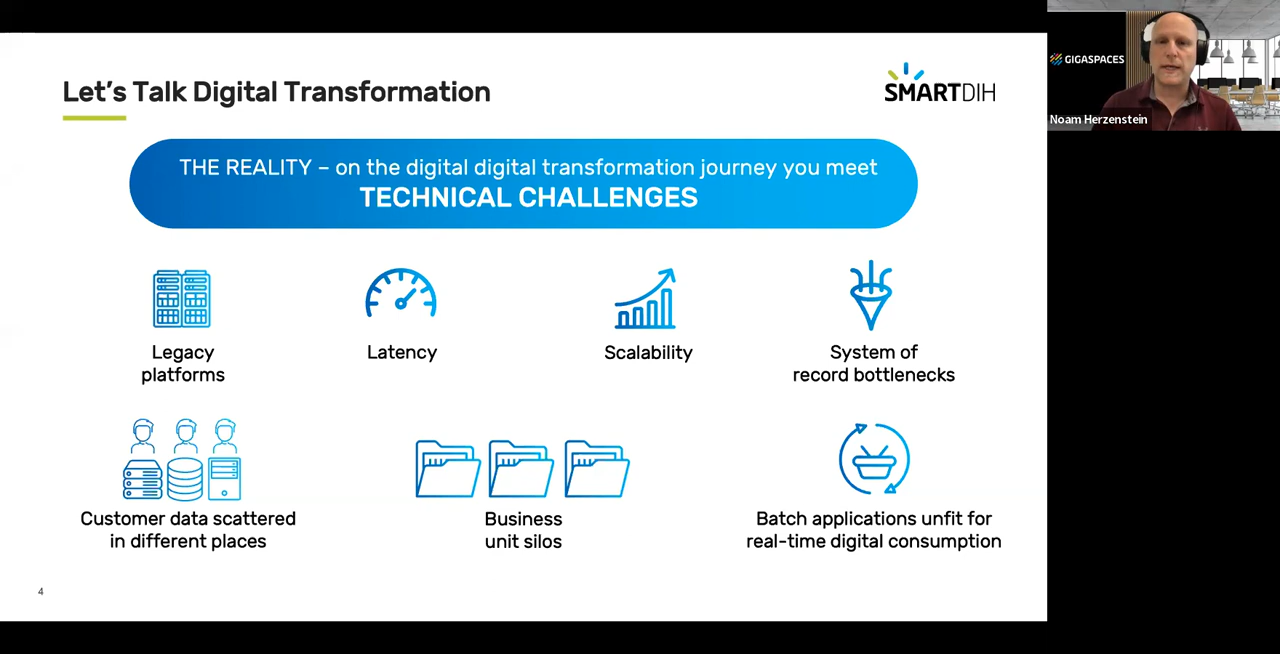 Let's Talk Digital Transformation
SMARTDIH
GIGASPACES
Noam Herzenstein
THE REALITY – on the digital digital transformation journey you meet
TECHNICAL CHALLENGES
Legacy
platforms
Latency
Scalability
System of
record bottlenecks
Customer data scattered
in different places
Business
unit silos
Batch applications unfit for
real-time digital consumption
4